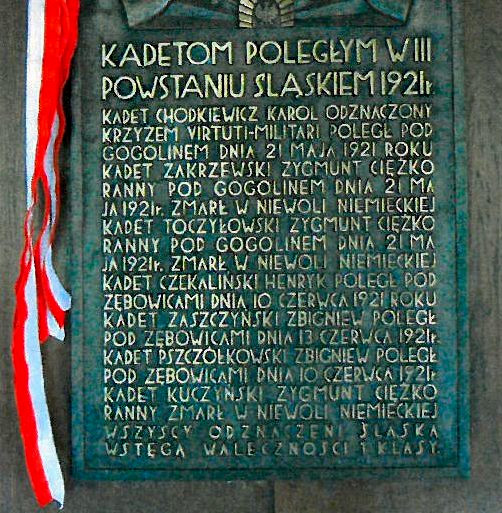 KADETOM POLEGŁYM W III
POWSTANIU ŚLĄSKIEM 1921r.
KADET CHODKIEWICZ KAROL ODZNACZONY
KRZYŻEM VIRTUTI-MILITARI POLEGŁ POD
GOGOLINEM DNIA 21 MAJA 1921 ROKU
KADET ZAKRZEWSKI ZYGMUNT CIĘŻKO
RANNY POD GOGOLINEM DNIA 21 MA
JA 1921r. ZMARŁ W NIEWOLI NIEMIECKIEJ
KADET TOCZYŁOWSKI ZYGMUNT CIĘŻKO
RANNY POD GOGOLINEM DNIA 21 MA
JA 1921r. ZMARŁ W NIEWOLI NIEMIECKIEJ
KADET CZEKALIŃSKI HENRYK POLEGŁ POD
ZĘBOWICAMI DNIA 10 CZERWCA 1921 ROKU
KADET ZASZCZYŃSKI ZBIGNIEW POLEGŁ
POD ZĘBOWICAMI DNIA 13 CZERWCA 1921r.
KADET PSZCZÓŁKOWSKI ZBIGNIEW POLEGŁ
POD ZĘBOWICAMI DNIA 10 CZERWCA 1921r.
KADET KUCZYŃSKI ZYGMUNT CIĘŻKO
RANNY ZMARŁ W NIEWOLI NIEMIECKIEJ
WSZYSCY ODZNACZENI ŚLĄSKĄ
WSTĘGĄ WALECZNOŚCI I KLASY.